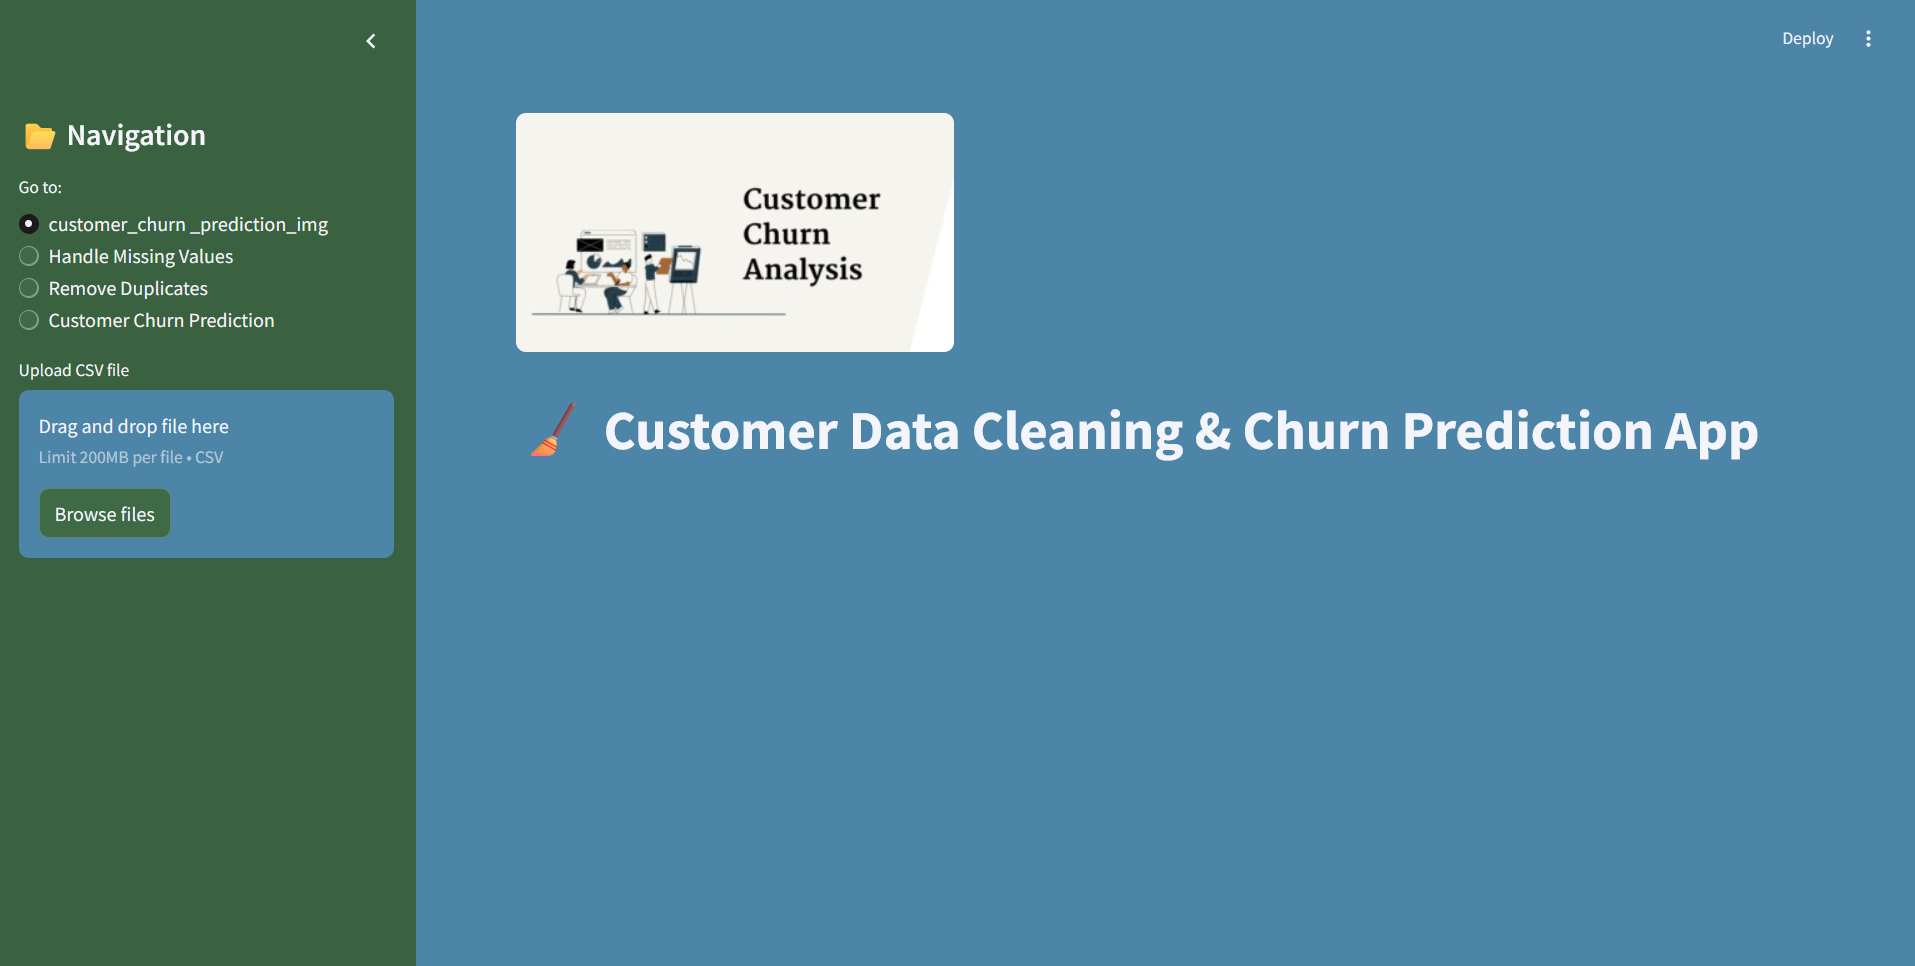 Navigation
Go to:
customer_churn _prediction_img
Handle Missing Values
Remove Duplicates
Customer Churn Prediction
Upload CSV file
Drag and drop file here
Limit 200MB per file • CSV
Browse files
Deploy
Customer
Churn
Analysis
Customer Data Cleaning & Churn Prediction App